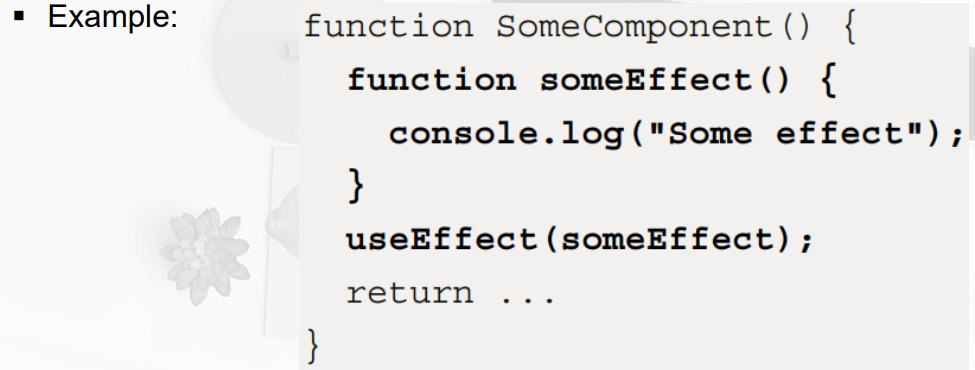 ▪ Example:
function SomeComponent() {
  function someEffect() {
    console.log("Some effect");
  }
  useEffect(someEffect);
  return ...
}